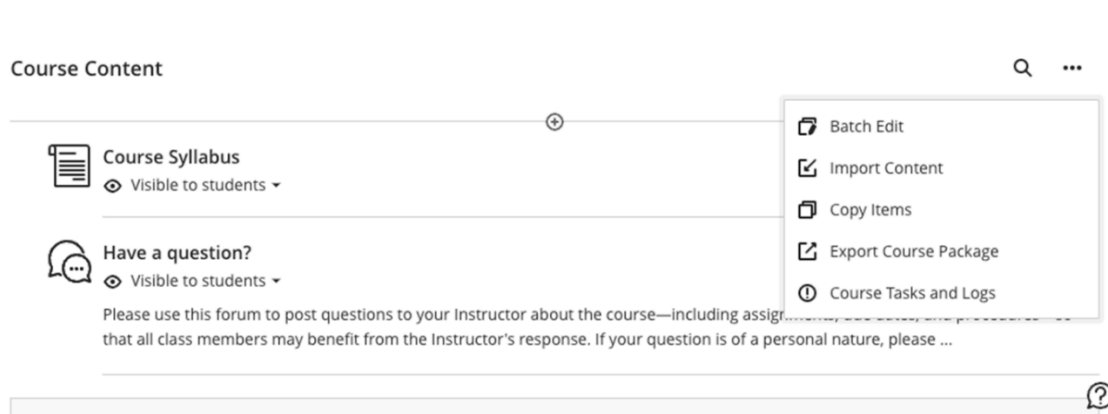 Course Content
Batch Edit
Import Content
Copy Items
Export Course Package
Course Tasks and Logs
Course Syllabus
Visible to students
Have a question?
Visible to students
Please use this forum to post questions to your Instructor about the course—including
that all class members may benefit from the Instructor's response. If your question is of a personal nature, please ...